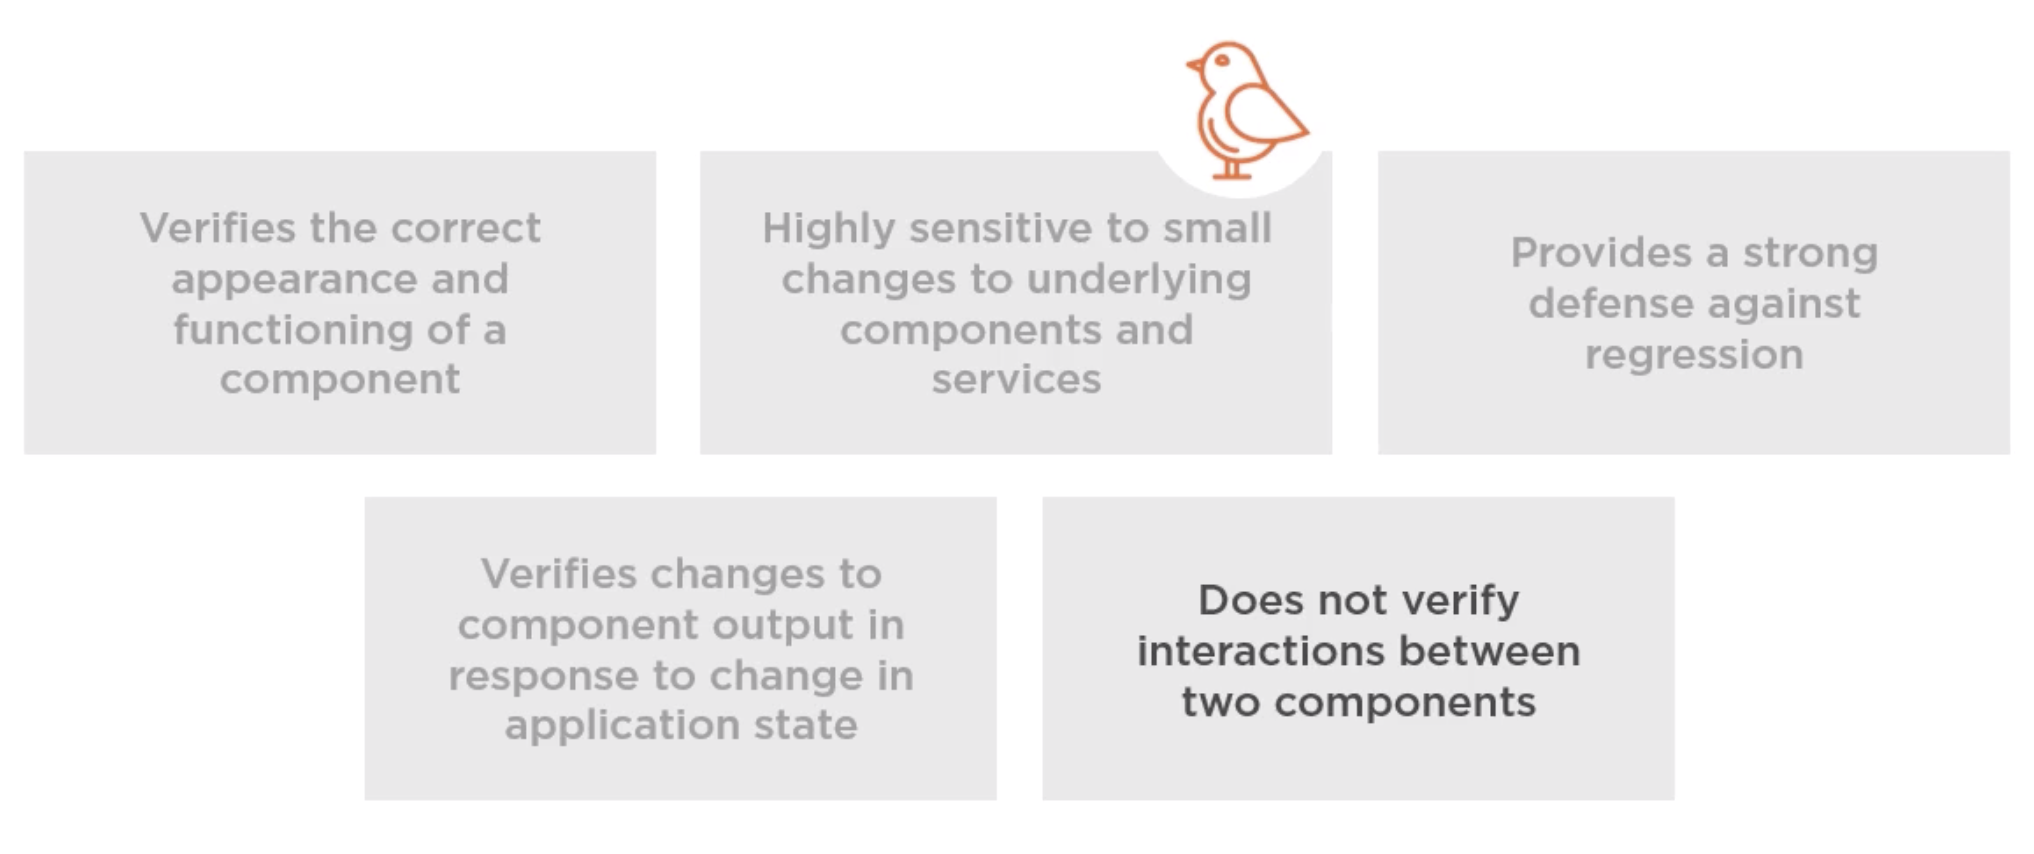 Verifies the correct
appearance and
functioning of a
component
Highly sensitive to small
changes to underlying
components and
services
Provides a strong
defense against
regression
Verifies changes to
component output in
response to change in
application state
Does not verify
interactions between
two components